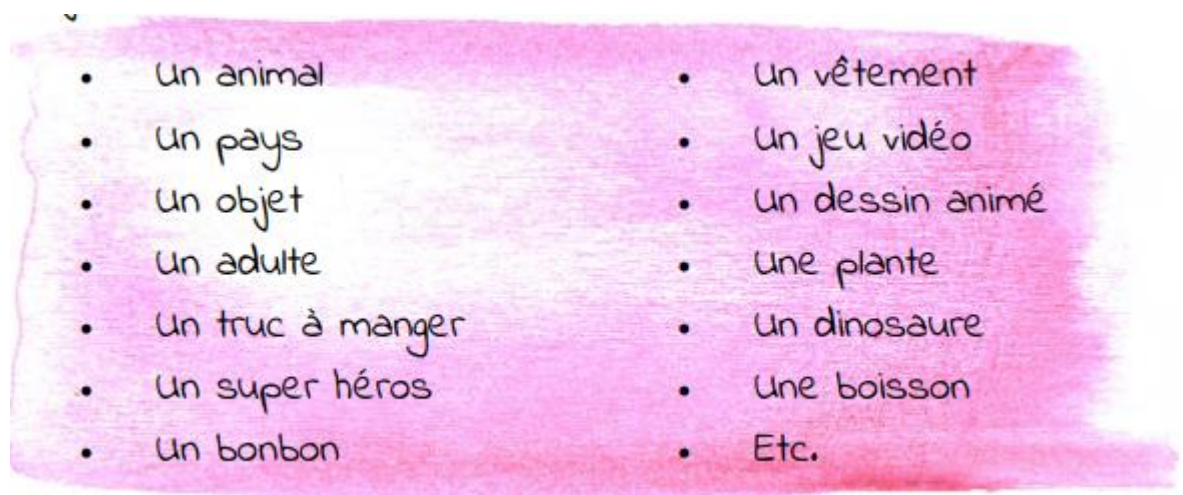 • Un animal
• Un pays
• Un objet
• Un adulte
• Un truc à manger
• Un super héros
• Un bonbon
• Un vêtement
• Un jeu vidéo
• Un dessin animé
• Une plante
• Un dinosaure
• Une boisson
• Etc.